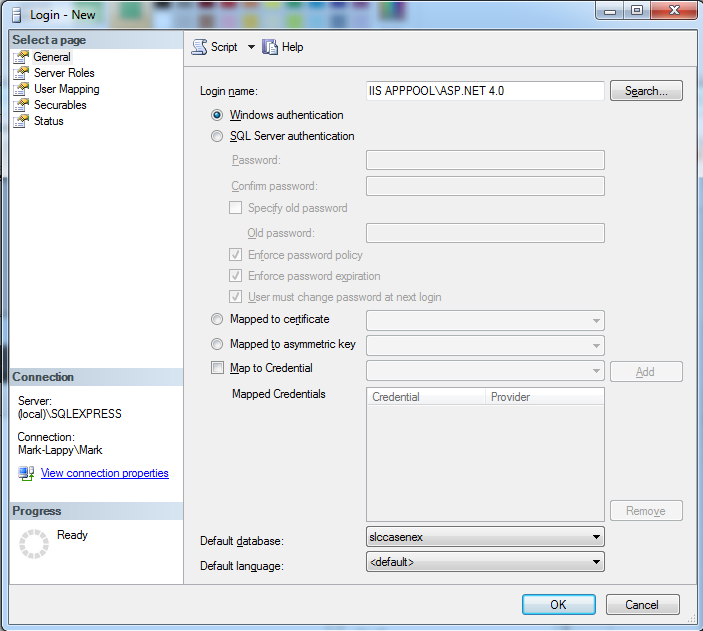 Login - New
Select a page
General
Server Roles
User Mapping
Securables
Status
Script
Help
Login name:
IIS APPPOOL\ASP.NET 4.0
Search...
Windows authentication
SQL Server authentication
Password:
Confirm password:
Specify old password
Old password:
Enforce password policy
Enforce password expiration
User must change password at next login
Mapped to certificate
Mapped to asymmetric key
Map to Credential
Add
Mapped Credentials
Credential
Provider
Remove
Default database:
slccasenex
Default language:
<default>
Connection
Server:
(local)\SQLEXPRESS
Connection:
Mark-Lappy\Mark
View connection properties
Progress
Ready
OK
Cancel